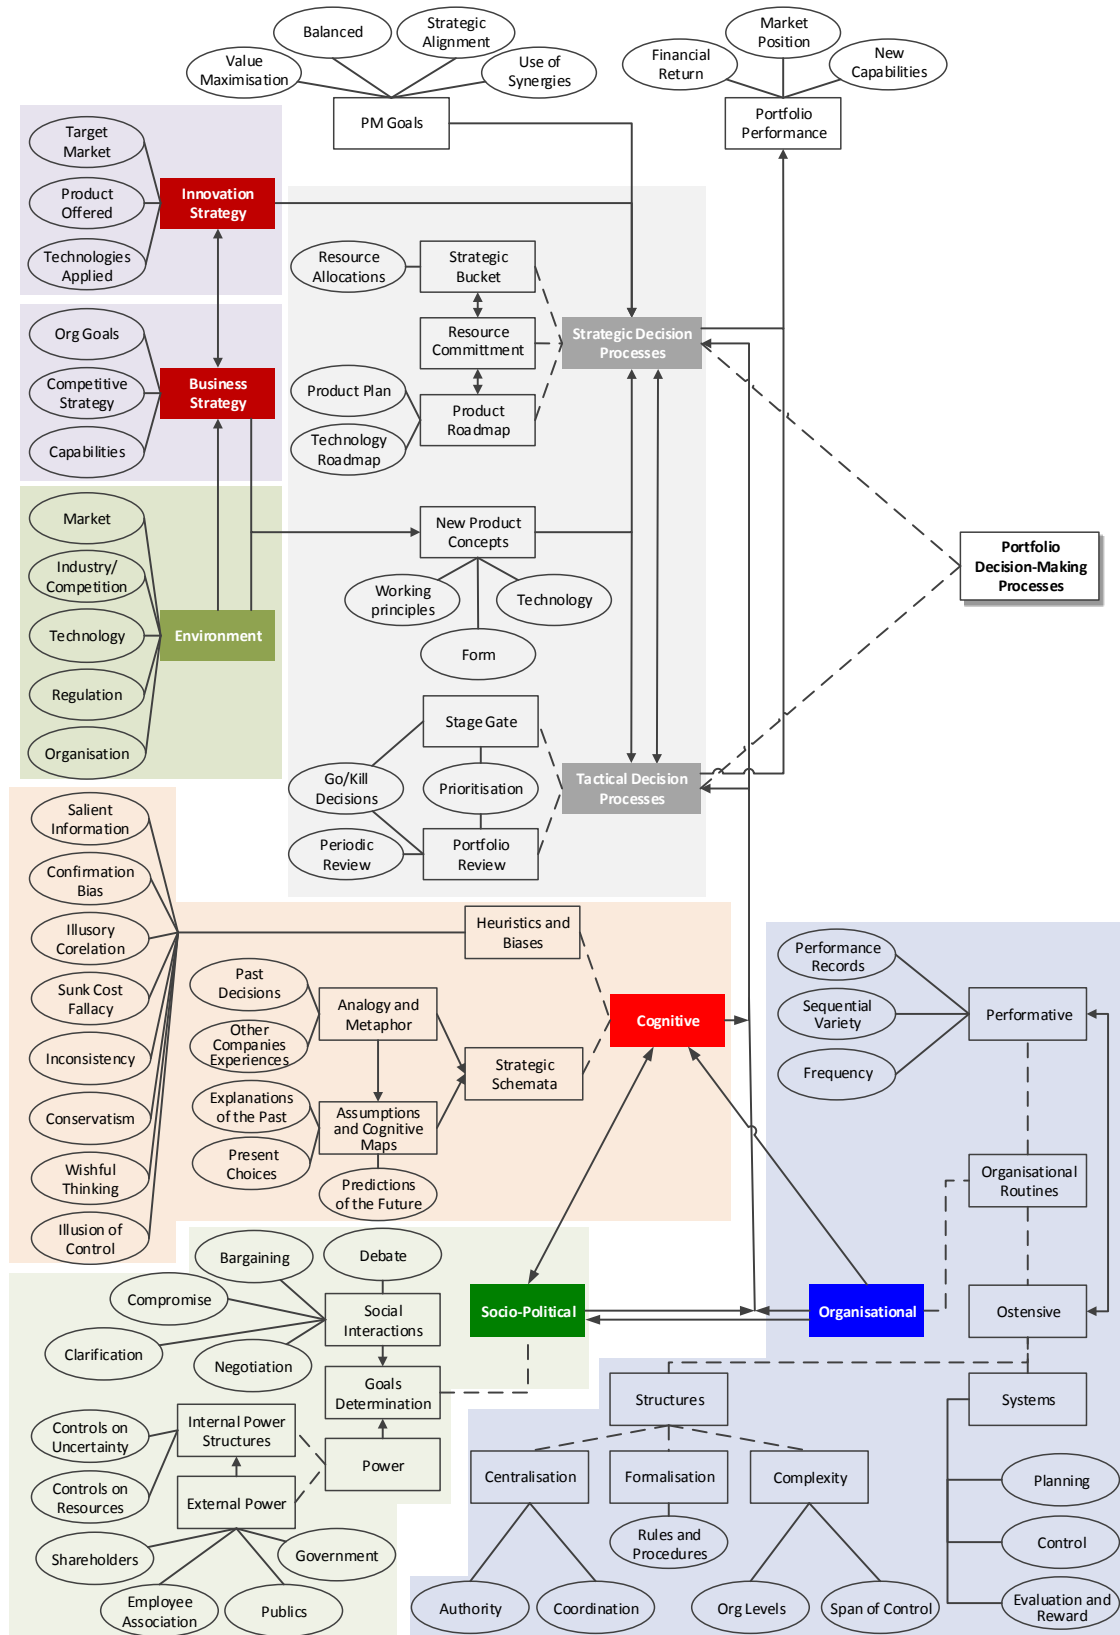 Balanced
Strategic
Alignment
Value
Maximisation
Use of
Synergies
PM Goals
Market
Position
Financial
Return
New
Capabilities
Portfolio
Performance
Target
Market
Product
Offered
Technologies
Applied
Innovation
Strategy
Org Goals
Competitive
Strategy
Capabilities
Business
Strategy
Market
Industry/
Competition
Technology
Regulation
Organisation
Environment
Resource
Allocations
Strategic
Bucket
Resource
Committment
Product Plan
Technology
Roadmap
Product
Roadmap
Strategic Decision
Processes
New Product
Concepts
Working
principles
Technology
Form
Portfolio
Decision-Making
Processes
Stage Gate
Go/Kill
Decisions
Prioritisation
Periodic
Review
Portfolio
Review
Tactical Decision
Processes
Salient
Information
Confirmation
Bias
Illusory
Corelation
Sunk Cost
Fallacy
Inconsistency
Conservatism
Wishful
Thinking
Illusion of
Control
Heuristics and
Biases
Past
Decisions
Other
Companies
Experiences
Analogy and
Metaphor
Explanations
of the Past
Present
Choices
Assumptions
and Cognitive
Maps
Predictions
of the Future
Strategic
Schemata
Cognitive
Performance
Records
Sequential
Variety
Frequency
Performative
Organisational
Routines
Ostensive
Organisational
Socio-Political
Bargaining
Debate
Compromise
Clarification
Negotiation
Social
Interactions
Goals
Determination
Controls on
Uncertainty
Controls on
Resources
Internal Power
Structures
External Power
Power
Shareholders
Employee
Association
Publics
Government
Structures
Systems
Centralisation
Formalisation
Complexity
Rules and
Procedures
Authority
Coordination
Org Levels
Span of Control
Planning
Control
Evaluation and
Reward